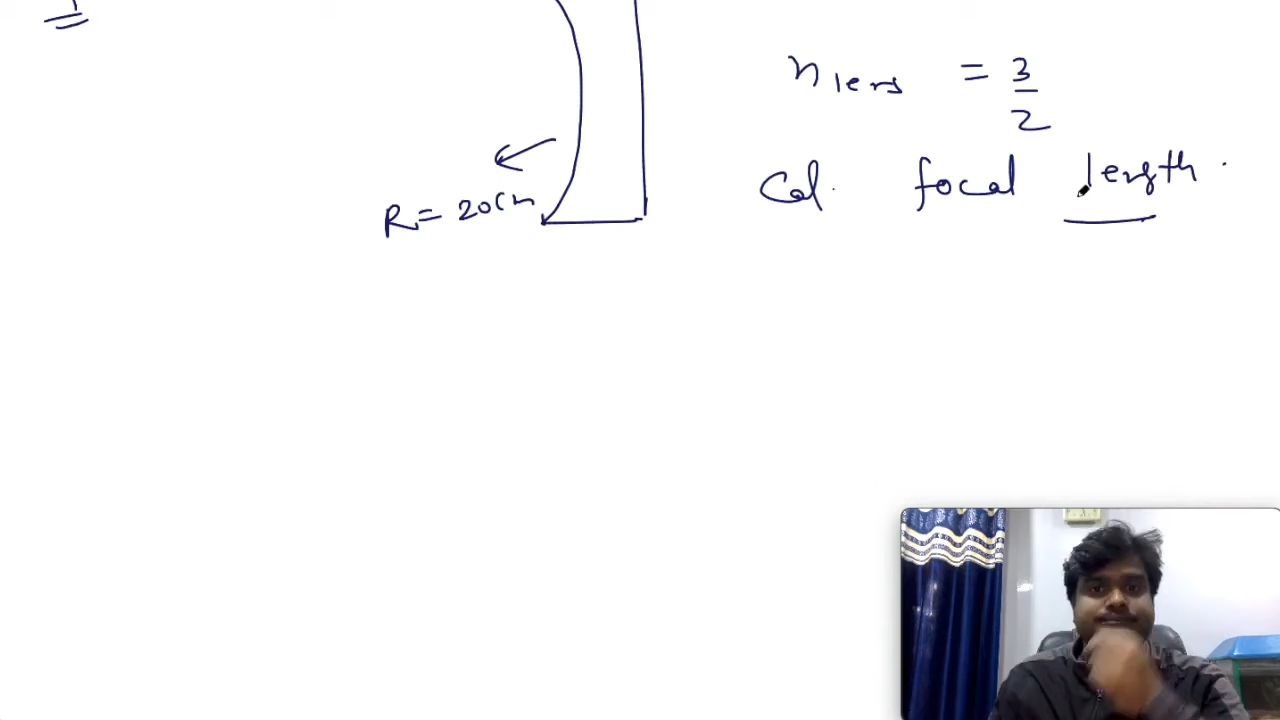 n lens = 3/2
Cal. focal length.
R = 20cm